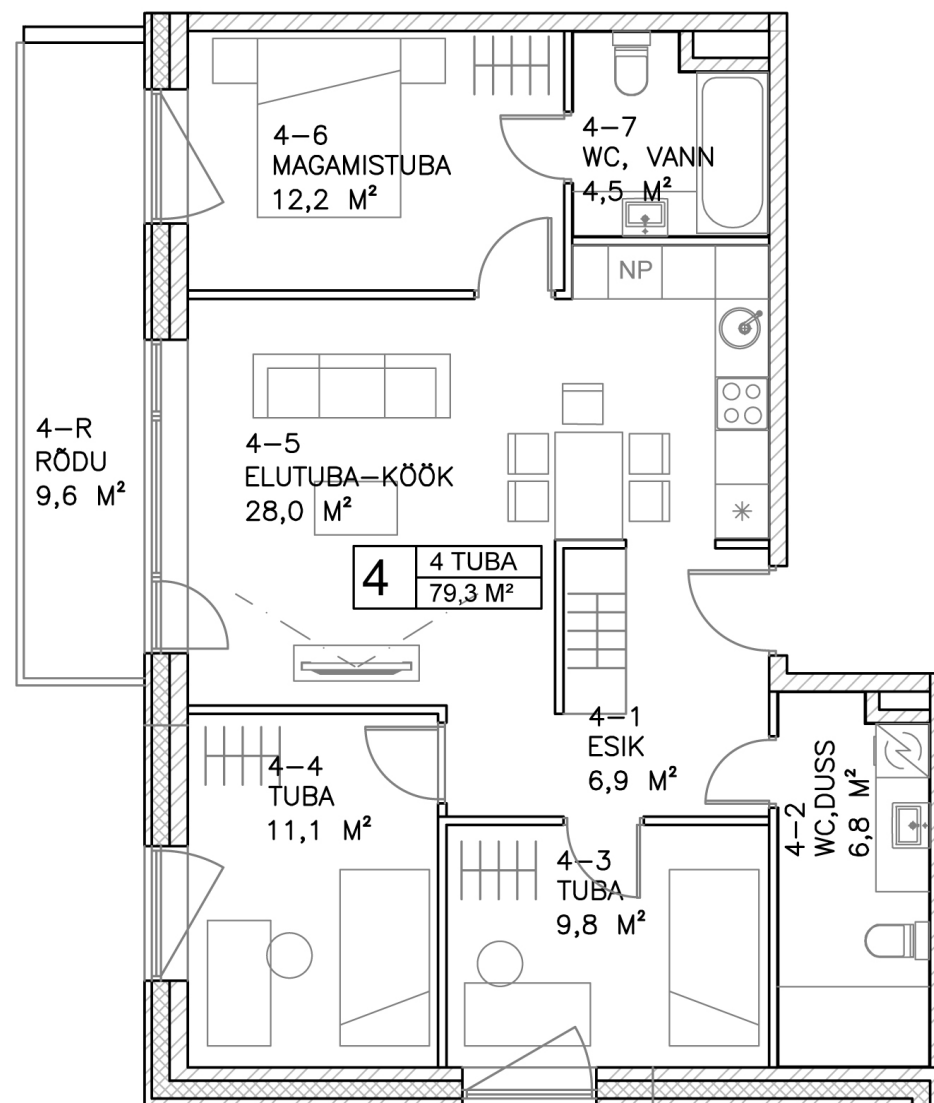 4-6
MAGAMISTUBA
12,2 M²
4-7
WC, VANN
4,5 M²
NP
4-R
RÕDU
9,6 M²
4-5
ELUTUBA-KÖÖK
28,0 M²
4
4 TUBA
79,3 M²
4-1
ESIK
6,9 M²
4-2
WC,DUSS
6,8 M²
4-4
TUBA
11,1 M²
4-3
TUBA
9,8 M²